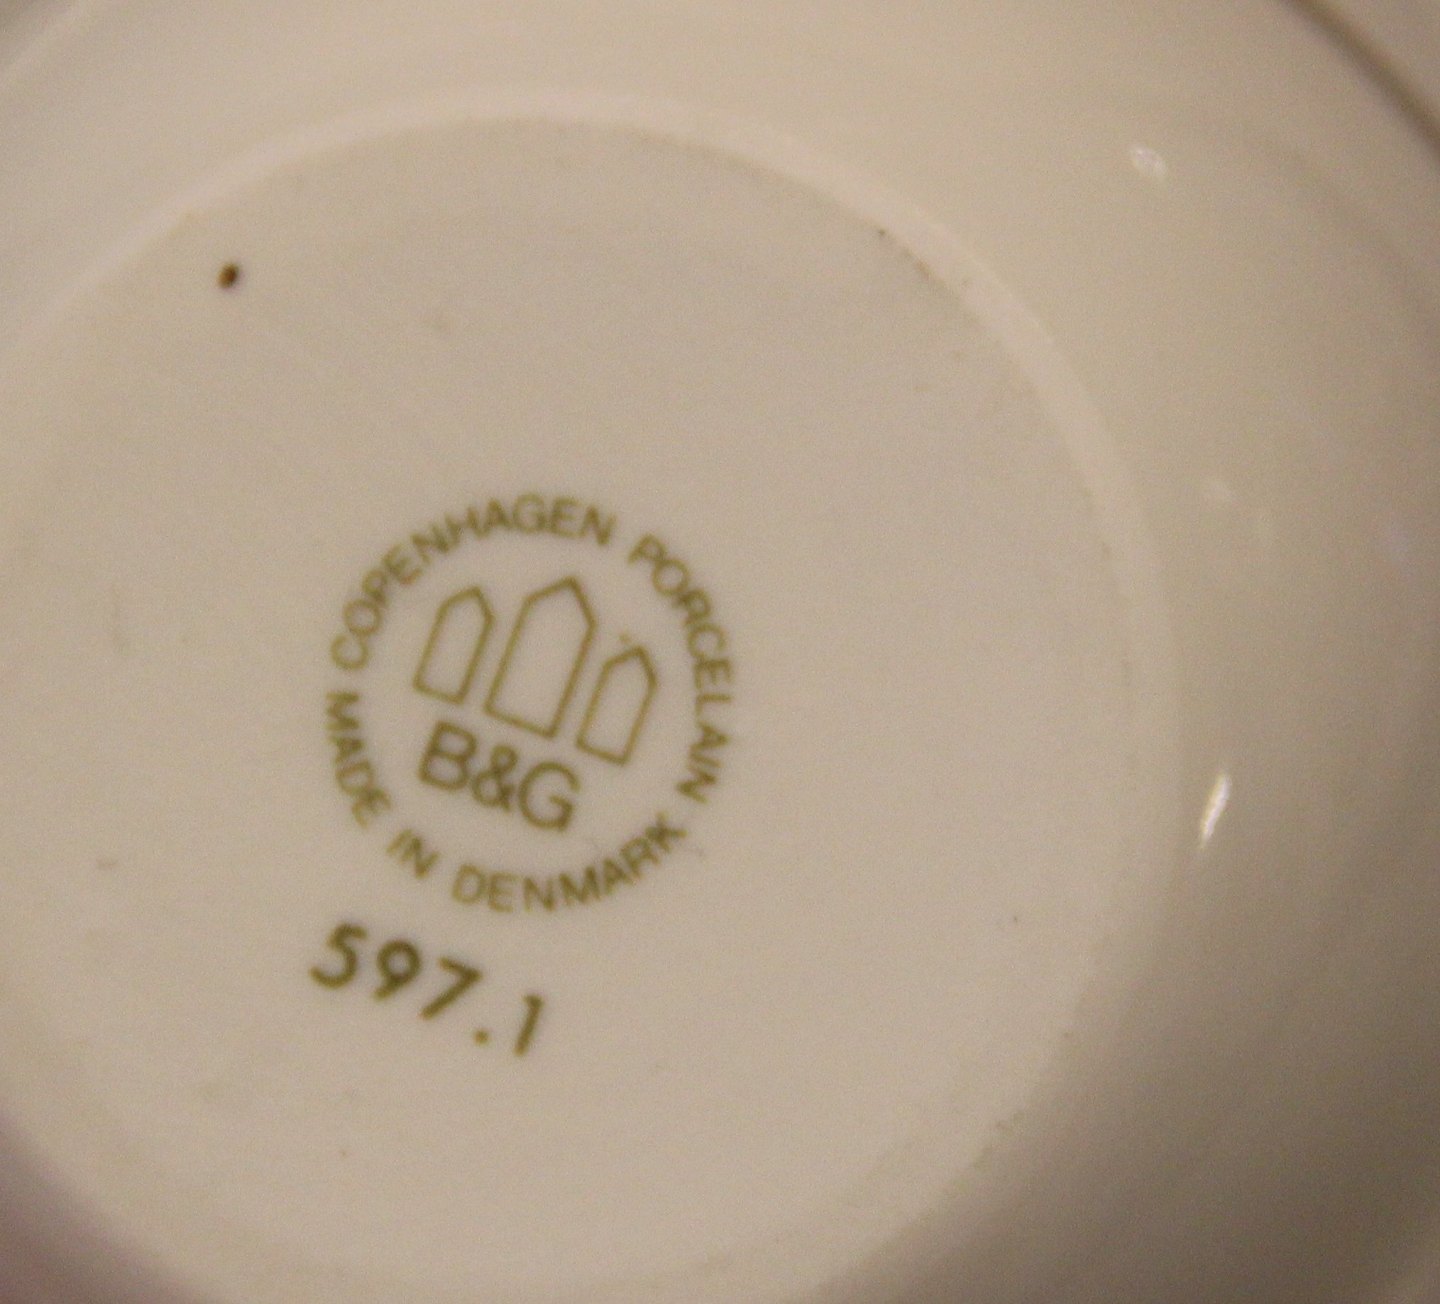 COPENHAGEN PORCELAIN
B&G
MADE IN DENMARK
597.1